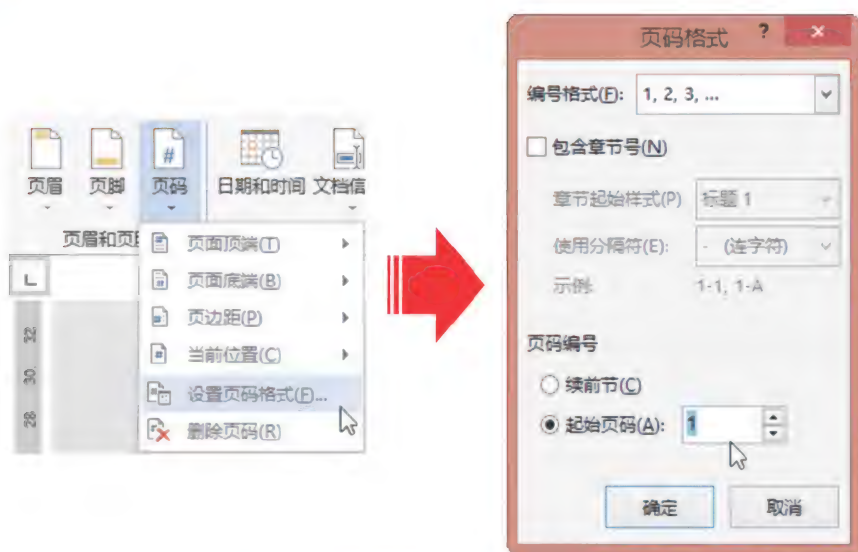 页眉 页脚 页码 日期和时间 文档信
页眉和页
页面顶端(T)
页面底端(B)
页边距(P)
当前位置(C)
设置页码格式(F)...
删除页码(R)
32
30
28
页码格式 ? ×
编号格式(F): 1, 2, 3, ...
包含章节号(N)
章节起始样式(P) 标题 1
使用分隔符(E): - (连字符)
示例: 1-1, 1-A
页码编号
续前节(C)
起始页码(A): 1
确定 取消